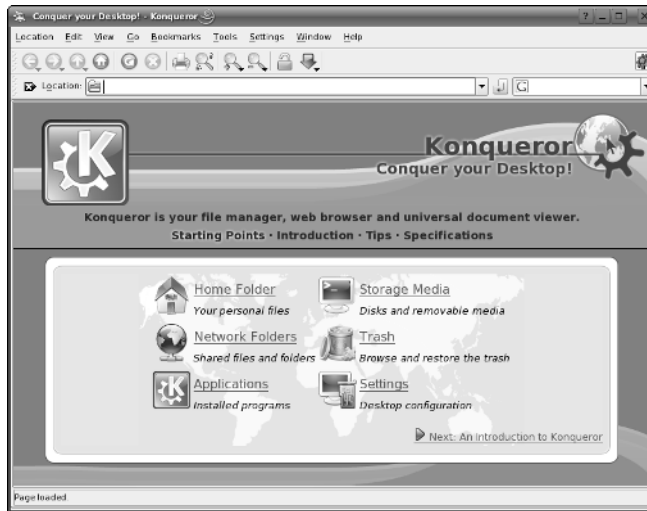 Conquer your Desktop! - Konqueror
Location Edit View Go Bookmarks Tools Settings Window Help
Location:
Konqueror
Conquer your Desktop!
Konqueror is your file manager, web browser and universal document viewer.
Starting Points · Introduction · Tips · Specifications
Home Folder
Your personal files
Storage Media
Disks and removable media
Network Folders
Shared files and folders
Trash
Browse and restore the trash
Applications
Installed programs
Settings
Desktop configuration
Next: An Introduction to Konqueror
Page loaded